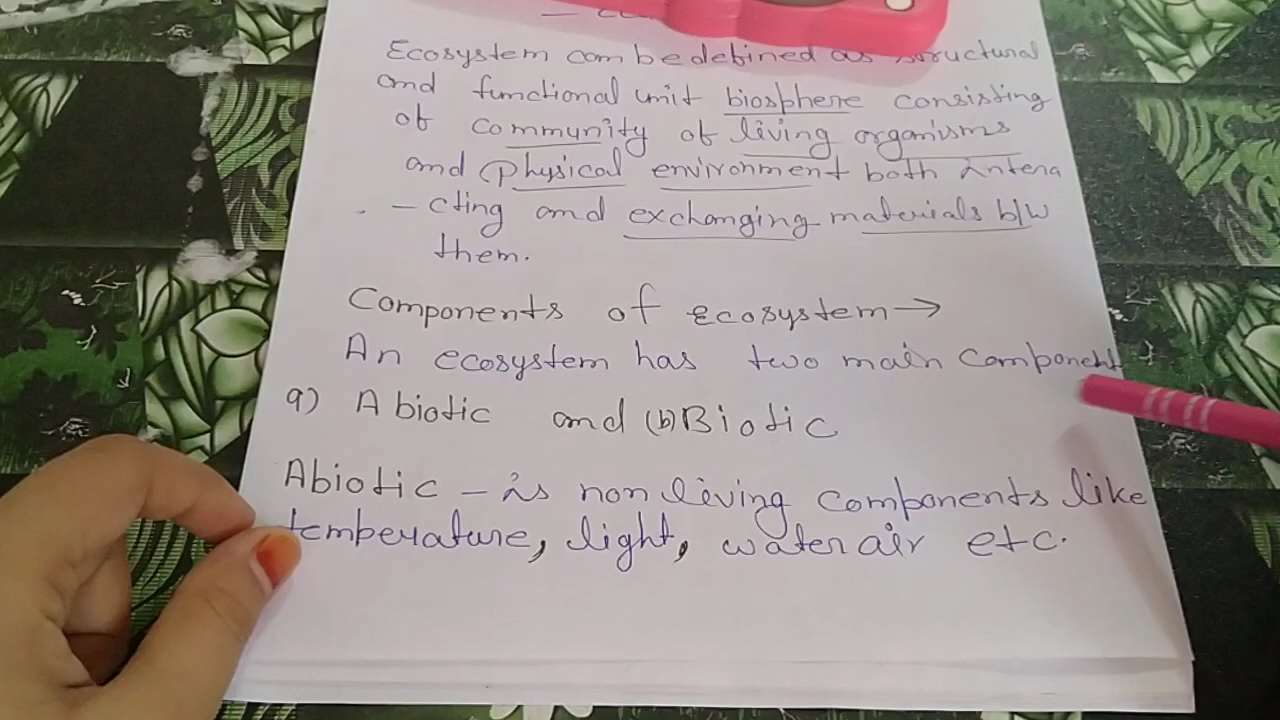 Ecosystem can be defined as structural
and functional unit biosphere consisting
of community of living organisms
and physical environment both intera
- cting and exchanging materials b/w
them.
Components of ecosystem →
An ecosystem has two main component
a) Abiotic and (b) Biotic
Abiotic - is non living components like
temperature, light, water air etc.